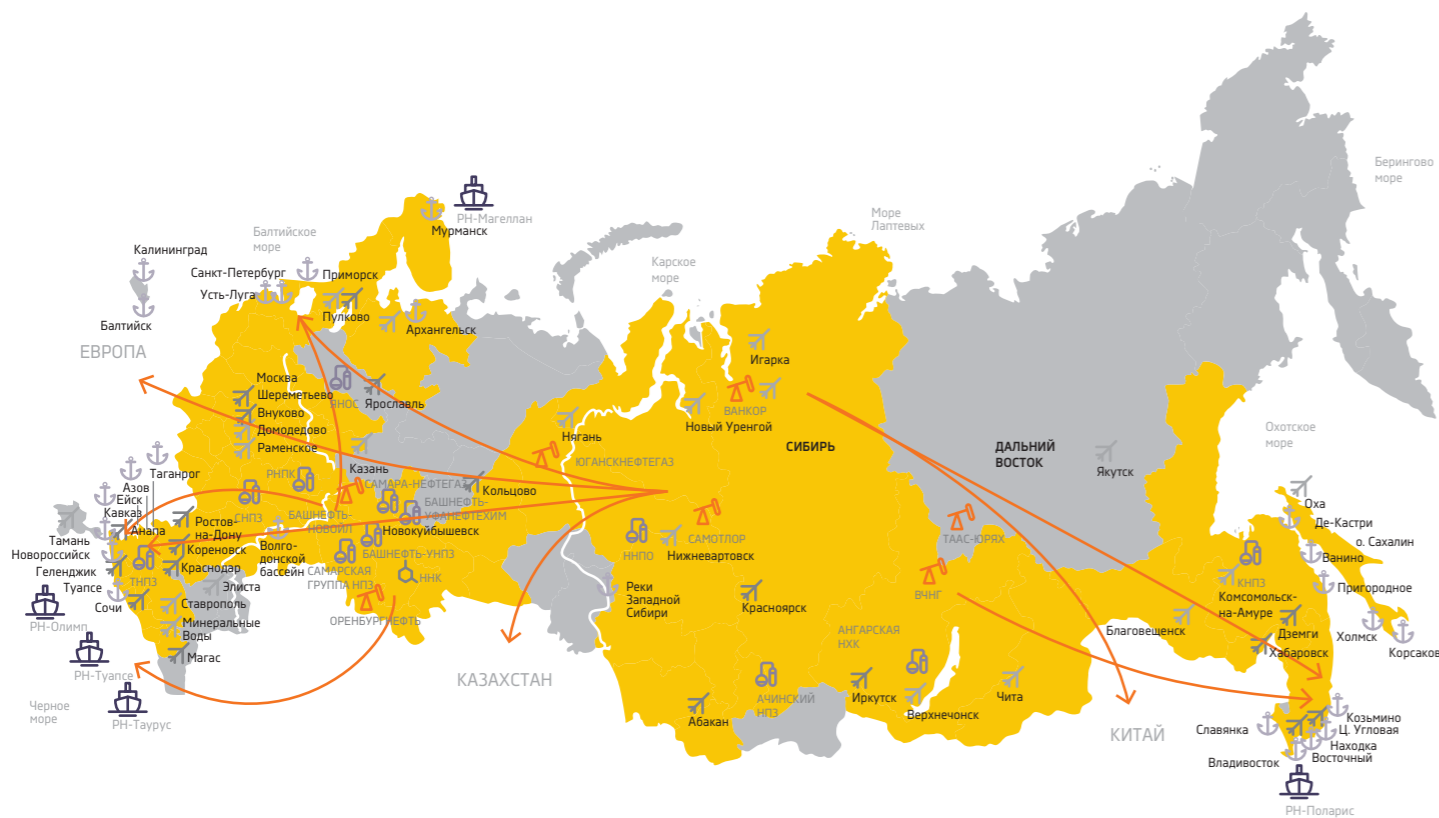 Берингово
море
Море
Лаптевых
РН-Магеллан
Мурманск
Балтийское
море
Калининград
Карское
море
Санкт-Петербург
Приморск
Усть-Луга
Пулково
Балтийск
Архангельск
ЕВРОПА
Игарка
Москва
Шереметьево
ЯНОС
Ярославль
Внуково
ВАНКОР
Новый Уренгой
Домодедово
Нягань
Раменское
СИБИРЬ
ДАЛЬНИЙ
ВОСТОК
Охотское
море
Якутск
Казань
ЮГАНСКНЕФТЕГАЗ
Таганрог
РНПК
САМАРА-НЕФТЕГАЗ
Кольцово
Азов
Ейск
Кавказ
Анапа
СНПЗ
БАШНЕФТЬ-
НОВОЙЛ
БАШНЕФТЬ-
УФАНЕФТЕХИМ
Оха
Ростов-
на-Дону
Новокуйбышевск
Де-Кастри
Тамань
Новороссийск
Кореновск
Волго-
донской
бассейн
БАШНЕФТЬ-УНПЗ
САМОТЛОР
ННПО
Нижневартовск
ТААС-ЮРЯХ
о. Сахалин
Ванино
Геленджик
Краснодар
САМАРСКАЯ
ГРУППА НПЗ
ННК
ТНПЗ
Туапсе
Элиста
Реки
Западной
Сибири
ВЧНГ
КНПЗ
Пригородное
Сочи
Ставрополь
Красноярск
Комсомольск-
на-Амуре
РН-Олимп
Минеральные
Воды
ОРЕНБУРГНЕФТЬ
АНГАРСКАЯ
НХК
Благовещенск
Дземги
Хабаровск
Холмск
Корсаков
Магас
РН-Туапсе
КАЗАХСТАН
Черное
море
РН-Таурус
Абакан
АЧИНСКИЙ
НПЗ
Иркутск
Верхнечонск
Чита
КИТАЙ
Славянка
Козьмино
Ц. Угловая
Находка
Восточный
Владивосток
РН-Поларис